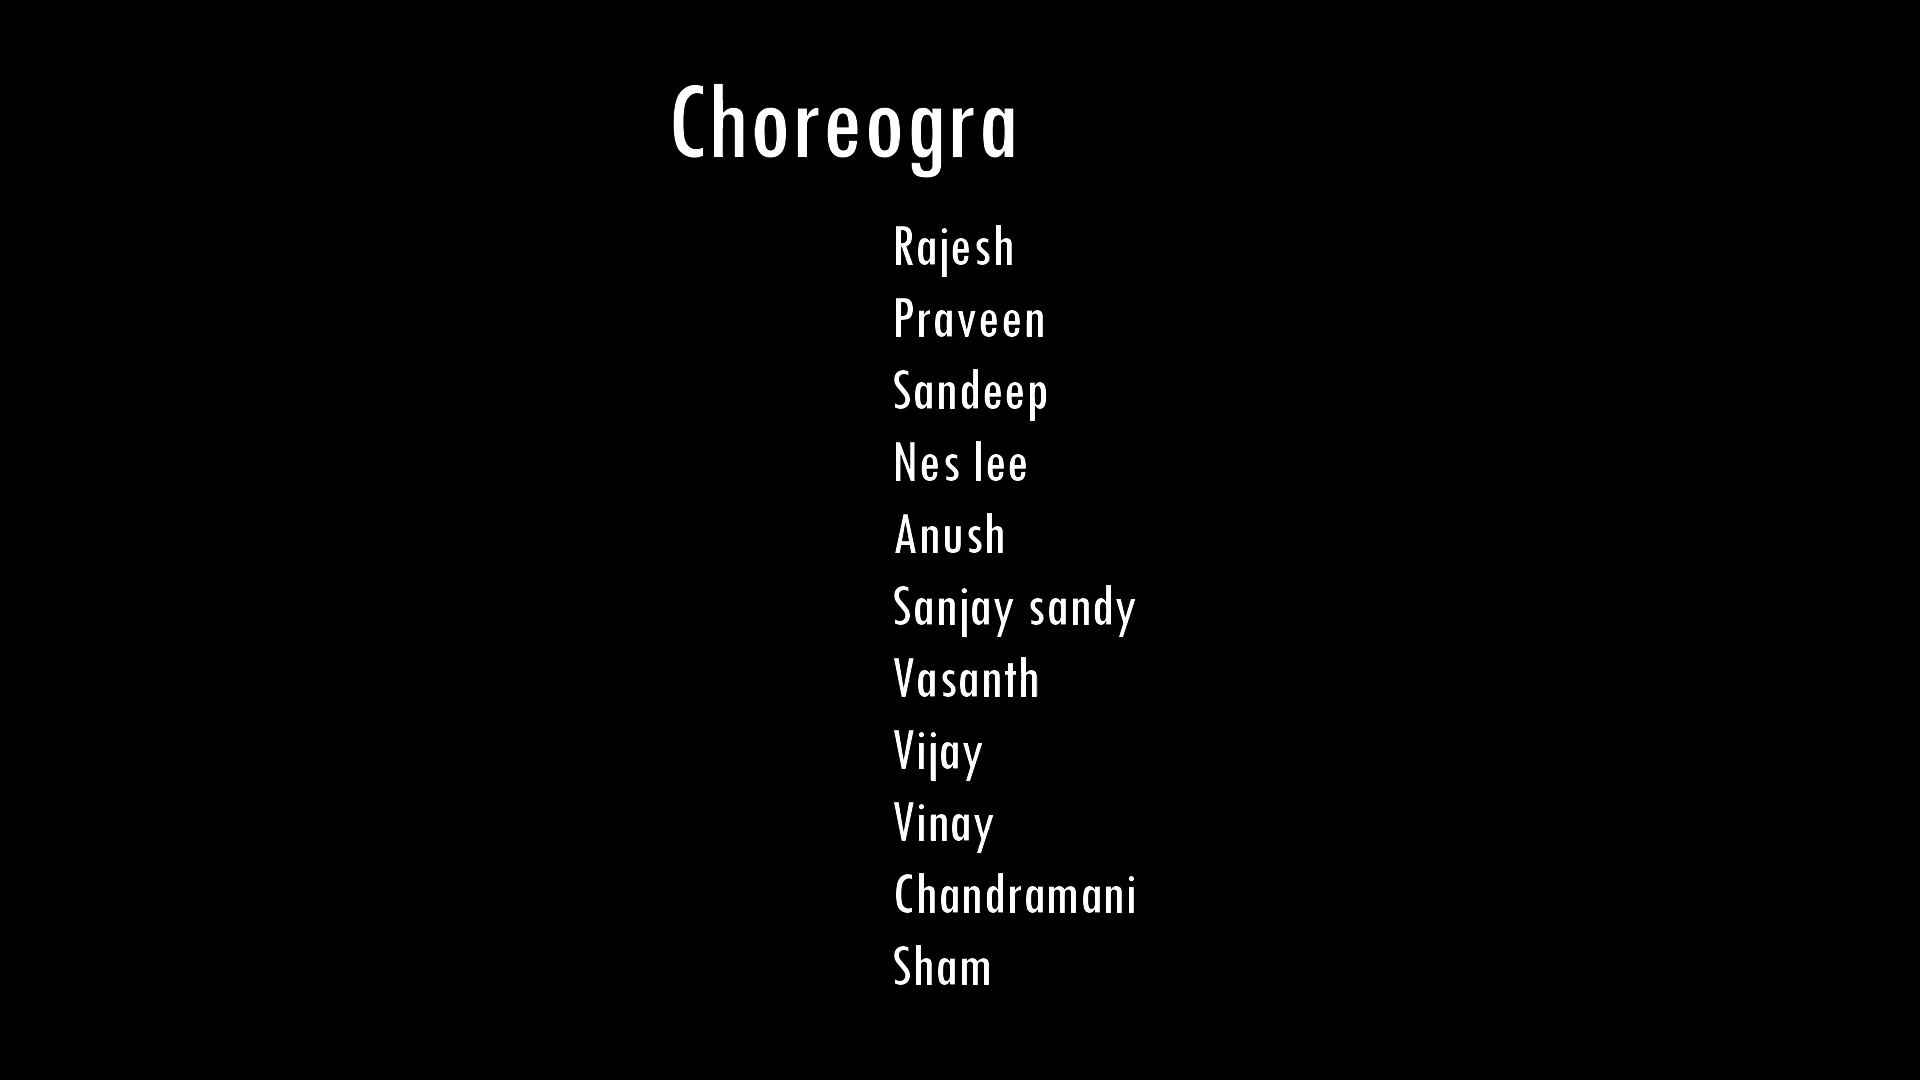 Choreogra
Rajesh
Praveen
Sandeep
Nes lee
Anush
Sanjay sandy
Vasanth
Vijay
Vinay
Chandramani
Sham